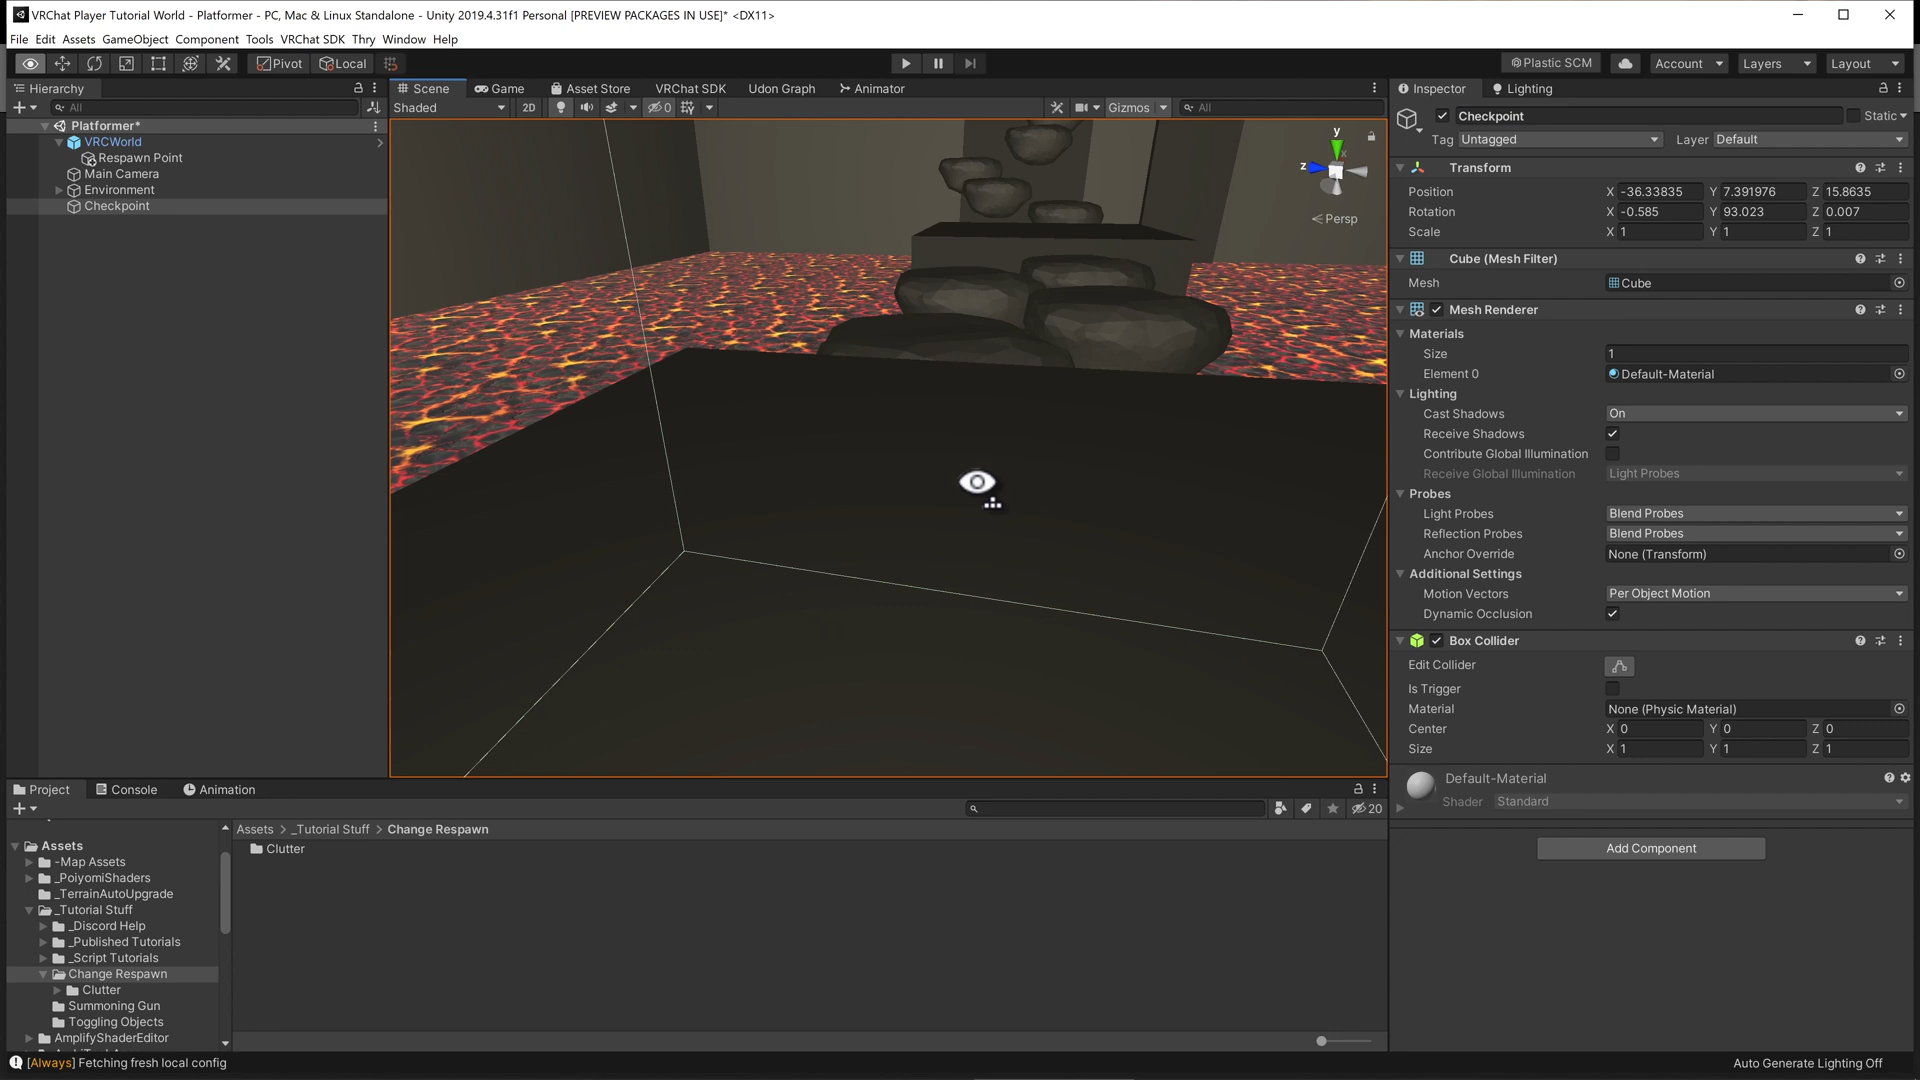 VRChat Player Tutorial World - Platformer - PC, Mac & Linux Standalone - Unity 2019.4.31f1 Personal [PREVIEW PACKAGES IN USE]* <DX11>
File Edit Assets GameObject Component Tools VRChat SDK Thry Window Help
Pivot Local Plastic SCM Account Layers Layout
Hierarchy
All
Platformer*
VRCWorld
Respawn Point
Main Camera
Environment
Checkpoint
Scene Game Asset Store VRChat SDK Udon Graph Animator
Shaded 2D 0 Gizmos All
y
x
z
Persp
Inspector Lighting
Checkpoint Static
Tag Untagged Layer Default
Transform
Position X -36.33835 Y 7.391976 Z 15.8635
Rotation X -0.585 Y 93.023 Z 0.007
Scale X 1 Y 1 Z 1
Cube (Mesh Filter)
Mesh Cube
Mesh Renderer
Materials
Size 1
Element 0 Default-Material
Lighting
Cast Shadows On
Receive Shadows
Contribute Global Illumination
Receive Global Illumination Light Probes
Probes
Light Probes Blend Probes
Reflection Probes Blend Probes
Anchor Override None (Transform)
Additional Settings
Motion Vectors Per Object Motion
Dynamic Occlusion
Box Collider
Edit Collider
Is Trigger
Material None (Physic Material)
Center X 0 Y 0 Z 0
Size X 1 Y 1 Z 1
Default-Material
Shader Standard
Add Component
Project Console Animation
20
Assets
-Map Assets
_PoiyomiShaders
_TerrainAutoUpgrade
_Tutorial Stuff
_Discord Help
_Published Tutorials
_Script Tutorials
Change Respawn
Clutter
Summoning Gun
Toggling Objects
AmplifyShaderEditor
Assets > _Tutorial Stuff > Change Respawn
Clutter
[Always] Fetching fresh local config
Auto Generate Lighting Off